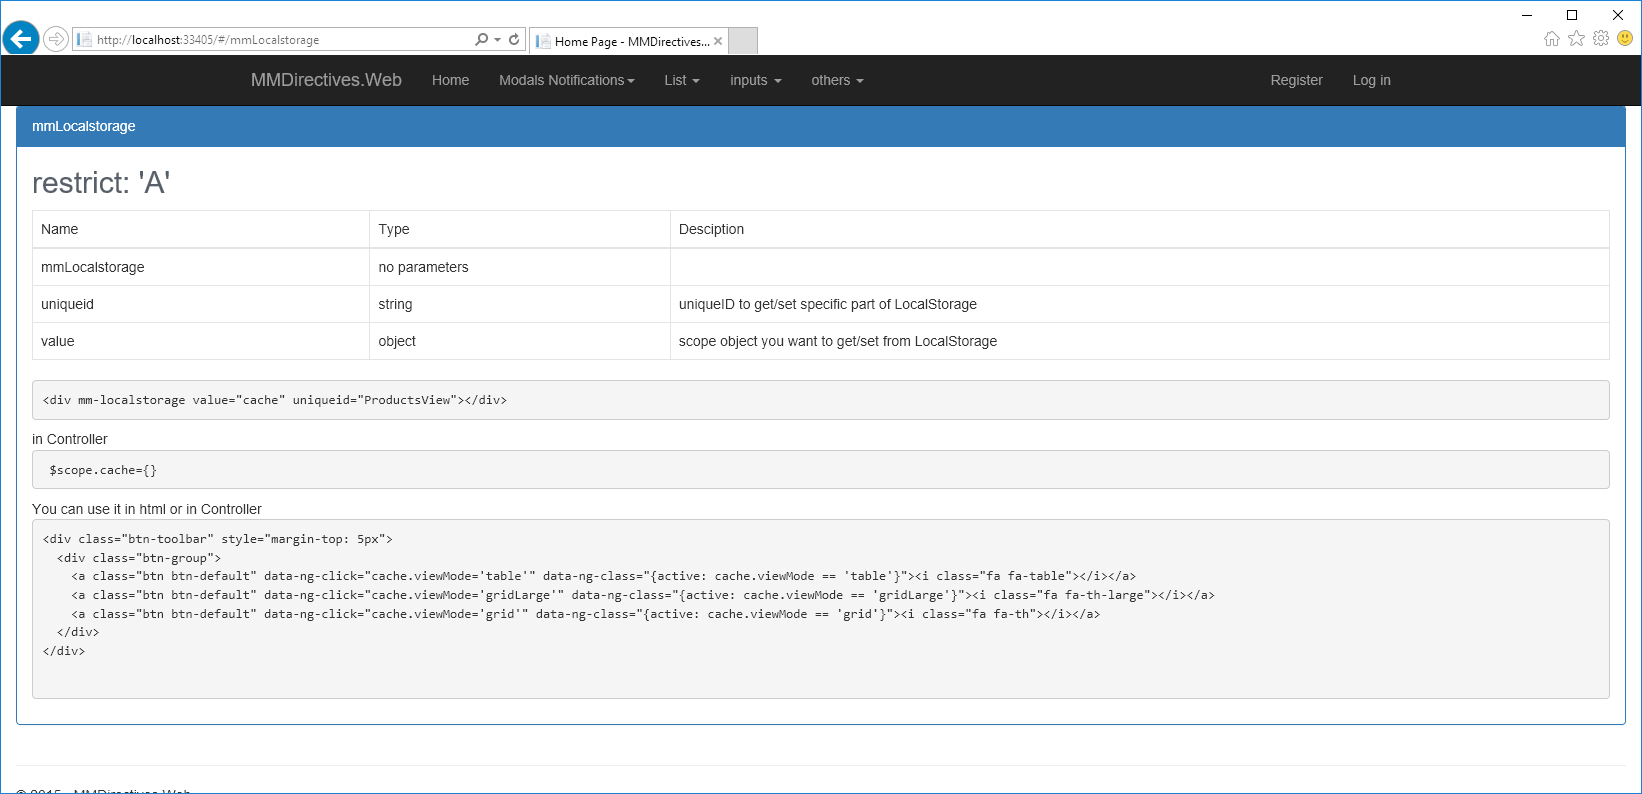 http://localhost:33405/#/mmLocalstorage
Home Page - MMDirectives...
MMDirectives.Web Home Modals Notifications List inputs others Register Log in
mmLocalstorage
restrict: 'A'
Name Type Desciption
mmLocalstorage no parameters
uniqueid string uniqueID to get/set specific part of LocalStorage
value object scope object you want to get/set from LocalStorage
<div mm-localstorage value="cache" uniqueid="ProductsView"></div>
in Controller
$scope.cache={}
You can use it in html or in Controller
<div class="btn-toolbar" style="margin-top: 5px">
  <div class="btn-group">
    <a class="btn btn-default" data-ng-click="cache.viewMode='table'" data-ng-class="{active: cache.viewMode == 'table'}"><i class="fa fa-table"></i></a>
    <a class="btn btn-default" data-ng-click="cache.viewMode='gridLarge'" data-ng-class="{active: cache.viewMode == 'gridLarge'}"><i class="fa fa-th-large"></i></a>
    <a class="btn btn-default" data-ng-click="cache.viewMode='grid'" data-ng-class="{active: cache.viewMode == 'grid'}"><i class="fa fa-th"></i></a>
  </div>
</div>
© 2015 - MMDirectives.Web